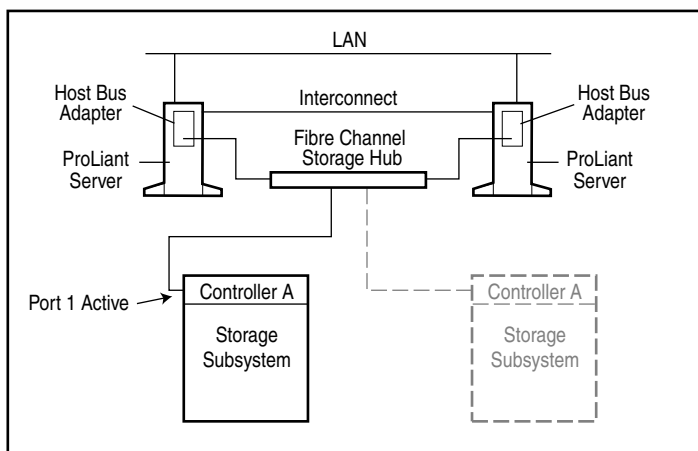 LAN
Host Bus
Adapter
Interconnect
Host Bus
Adapter
Fibre Channel
Storage Hub
ProLiant
Server
ProLiant
Server
Port 1 Active
Controller A
Storage
Subsystem
Controller A
Storage
Subsystem